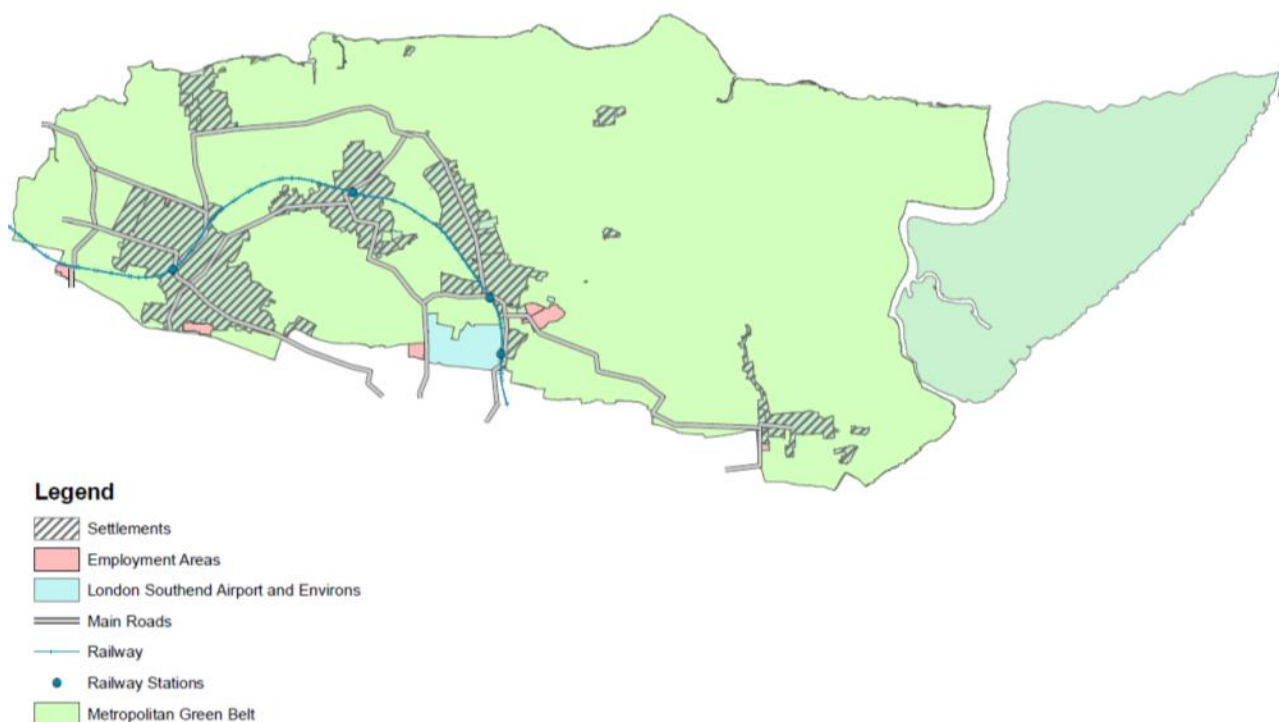 Legend
Settlements
Employment Areas
London Southend Airport and Environs
Main Roads
Railway
Railway Stations
Metropolitan Green Belt